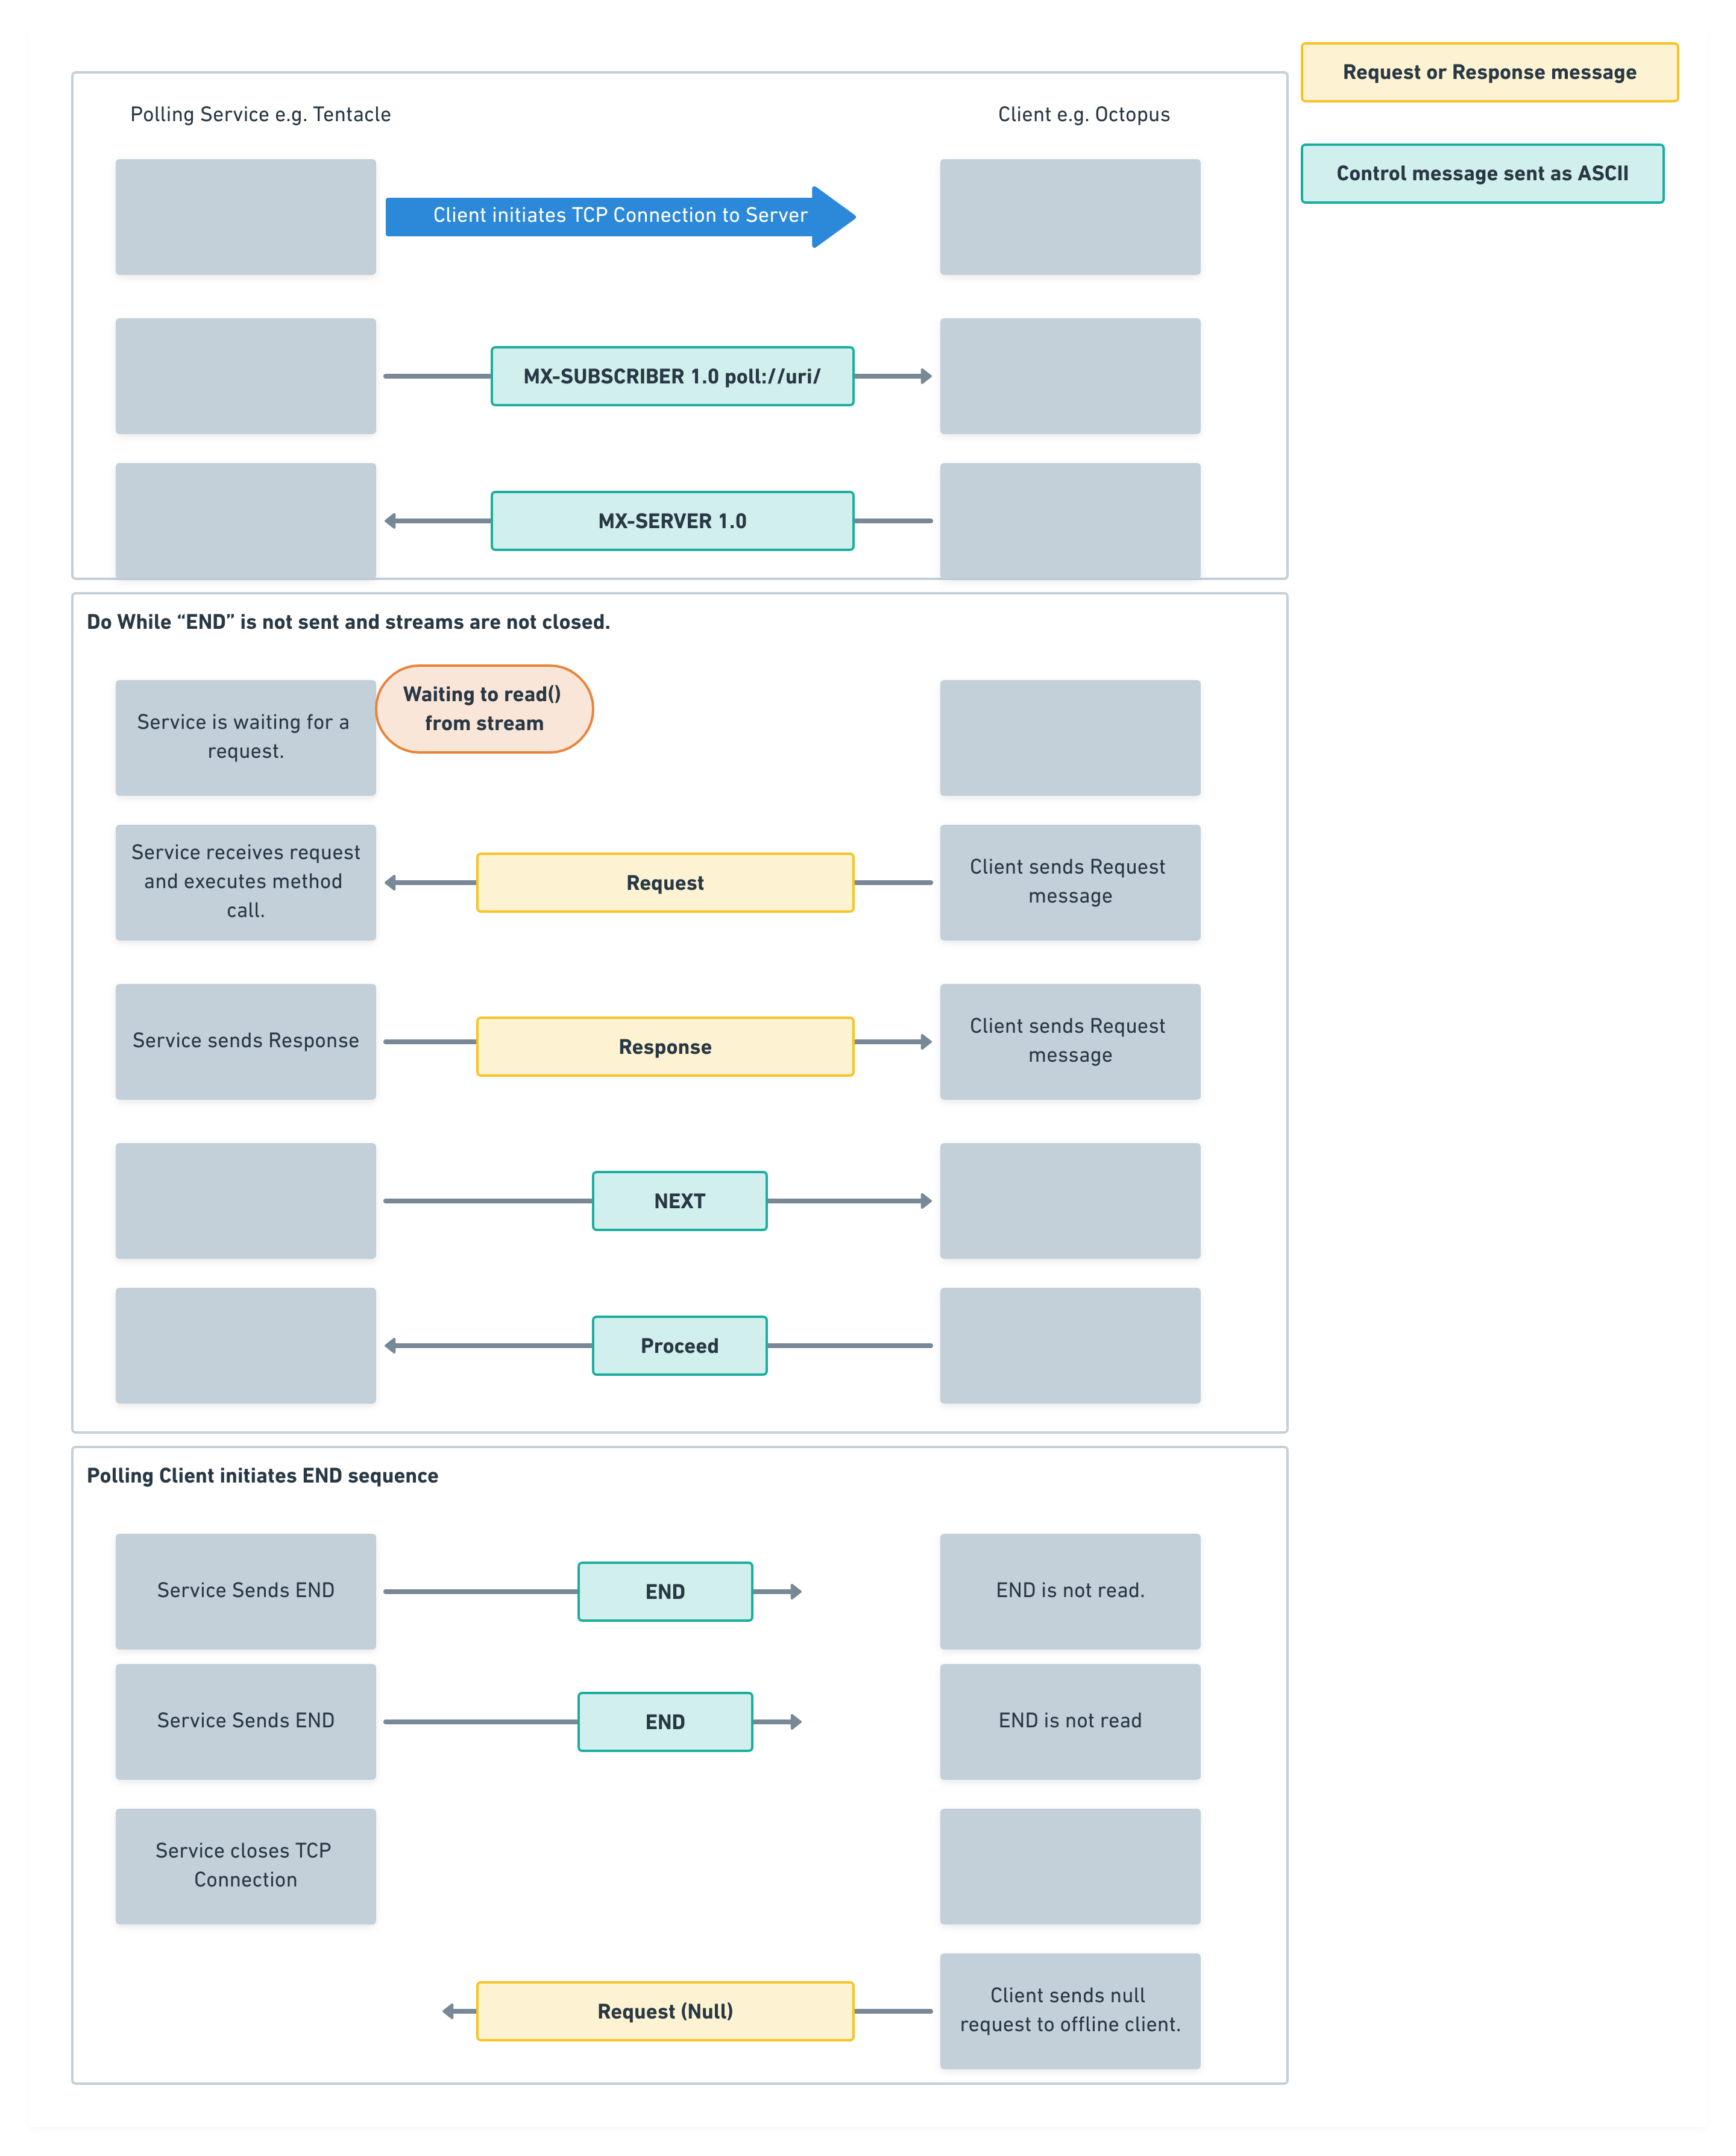 Request or Response message
Polling Service e.g. Tentacle
Client e.g. Octopus
Control message sent as ASCII
Client initiates TCP Connection to Server
MX-SUBSCRIBER 1.0 poll://uri/
MX-SERVER 1.0
Do While “END” is not sent and streams are not closed.
Service is waiting for a
request.
Waiting to read()
from stream
Service receives request
and executes method
call.
Request
Client sends Request
message
Service sends Response
Response
Client sends Request
message
NEXT
Proceed
Polling Client initiates END sequence
Service Sends END
END
END is not read.
Service Sends END
END
END is not read
Service closes TCP
Connection
Request (Null)
Client sends null
request to offline client.